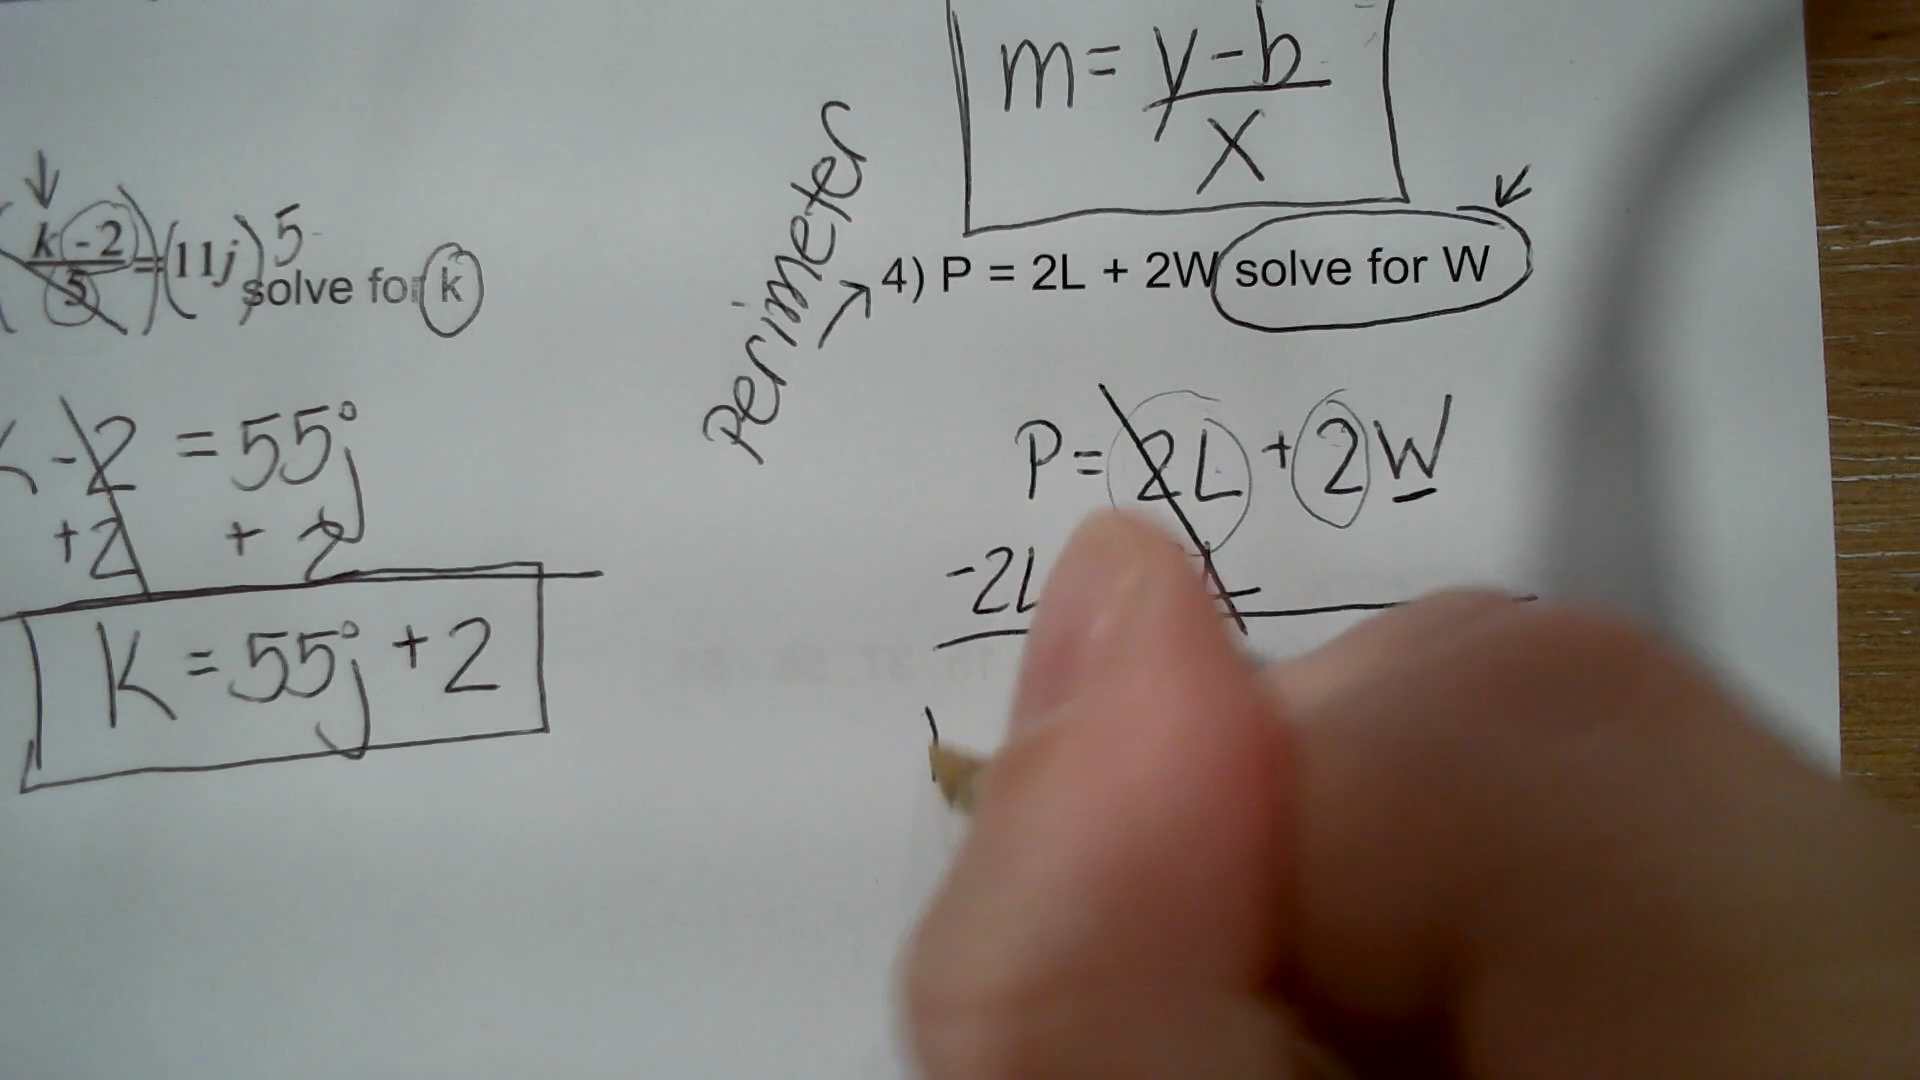 m = y - b
x
Perimeter
k - 2 = (11j) 5
5
solve for k
- 2 = 55j
+2 + 2
K = 55j + 2
4) P = 2L + 2W solve for W
P = 2L + 2W
-2L